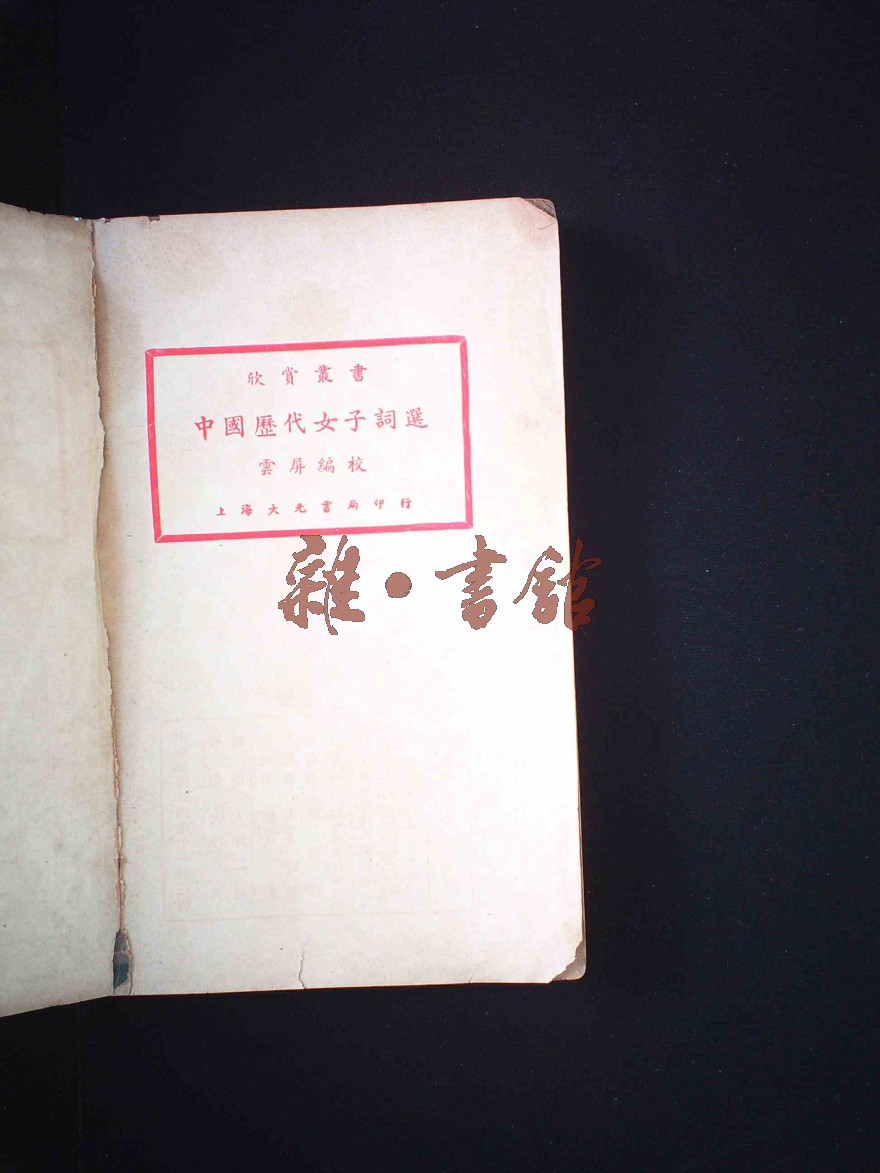 欣賞叢書
中國歷代女子詞選
雲屏編校
上海大光書局印行
雜·書館